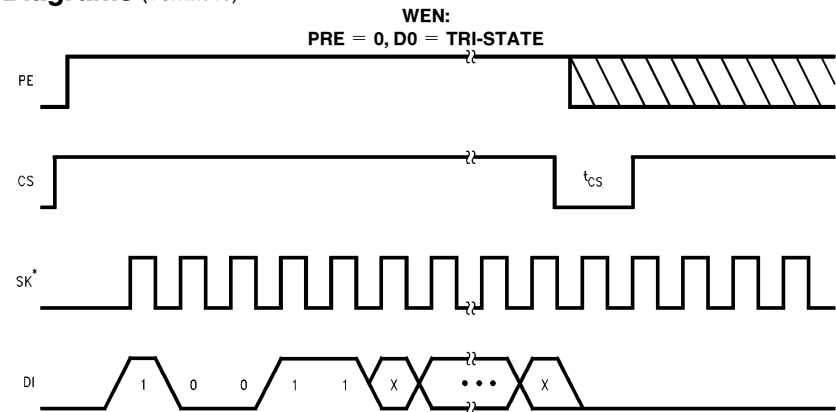 WEN:
PRE = 0, D0 = TRI-STATE
PE
CS
tCS
SK*
DI
1 0 0 1 1 X ••• X